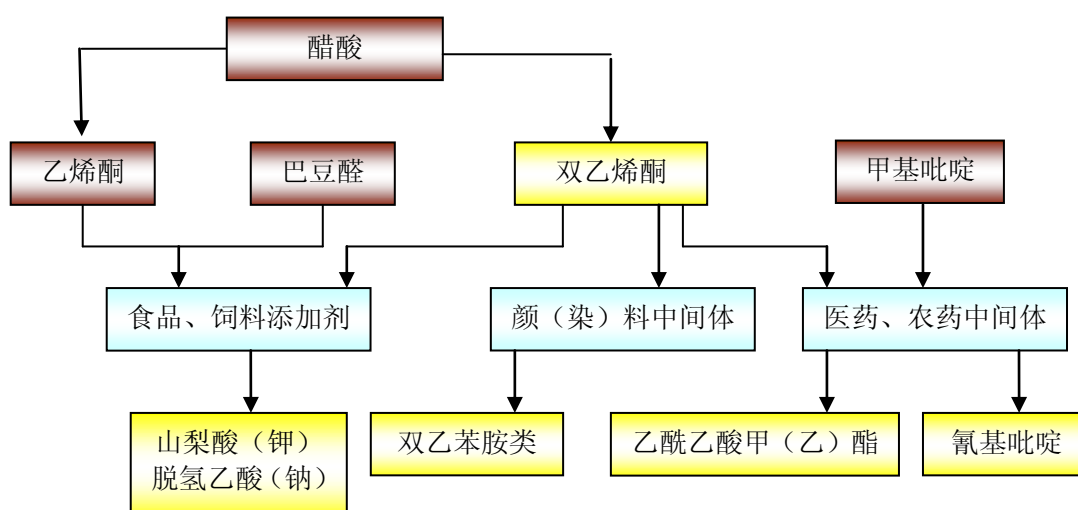 醋酸
乙烯酮
巴豆醛
双乙烯酮
甲基吡啶
食品、饲料添加剂
颜（染）料中间体
医药、农药中间体
山梨酸（钾）
脱氢乙酸（钠）
双乙苯胺类
乙酰乙酸甲（乙）酯
氰基吡啶